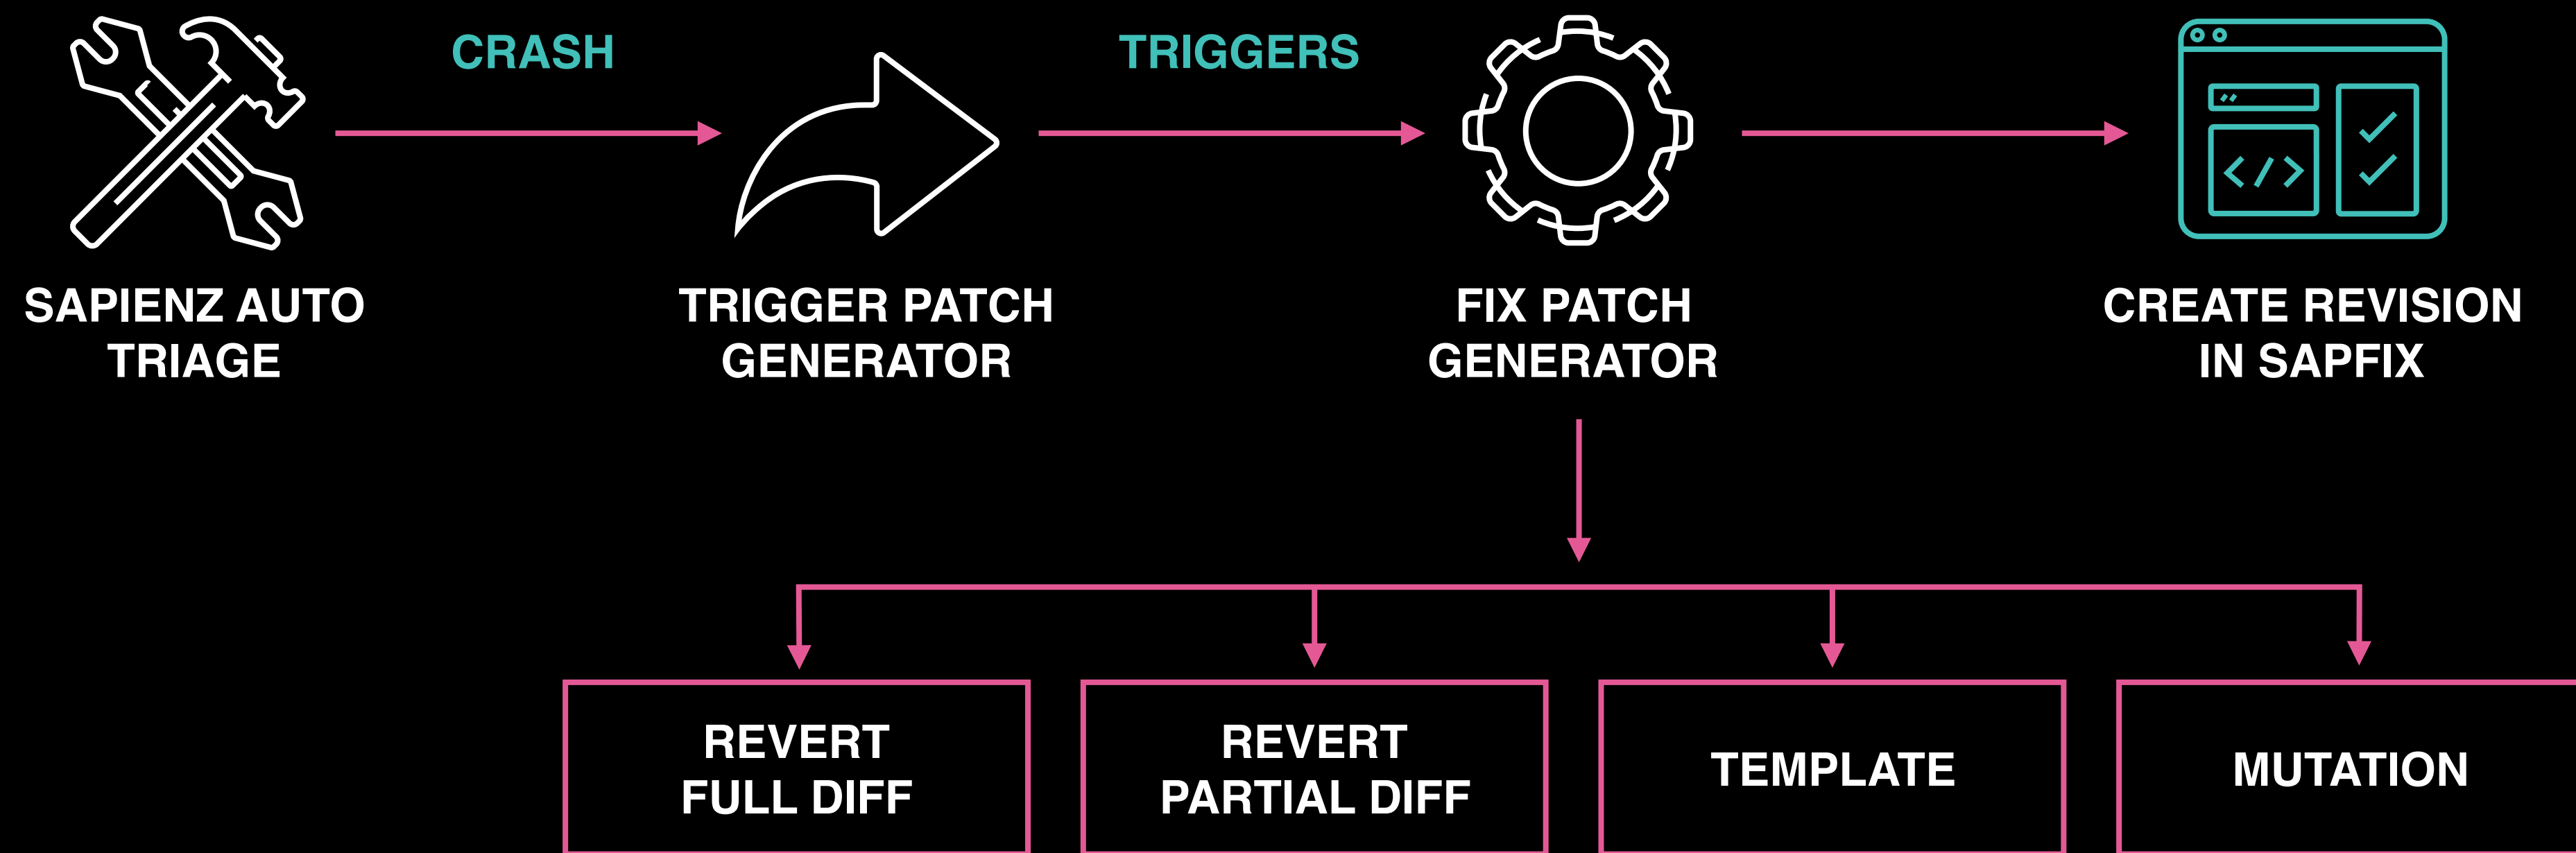 CRASH
TRIGGERS
SAPIENZ AUTO
TRIAGE
TRIGGER PATCH
GENERATOR
FIX PATCH
GENERATOR
CREATE REVISION
IN SAPFIX
</>
REVERT
FULL DIFF
REVERT
PARTIAL DIFF
TEMPLATE
MUTATION